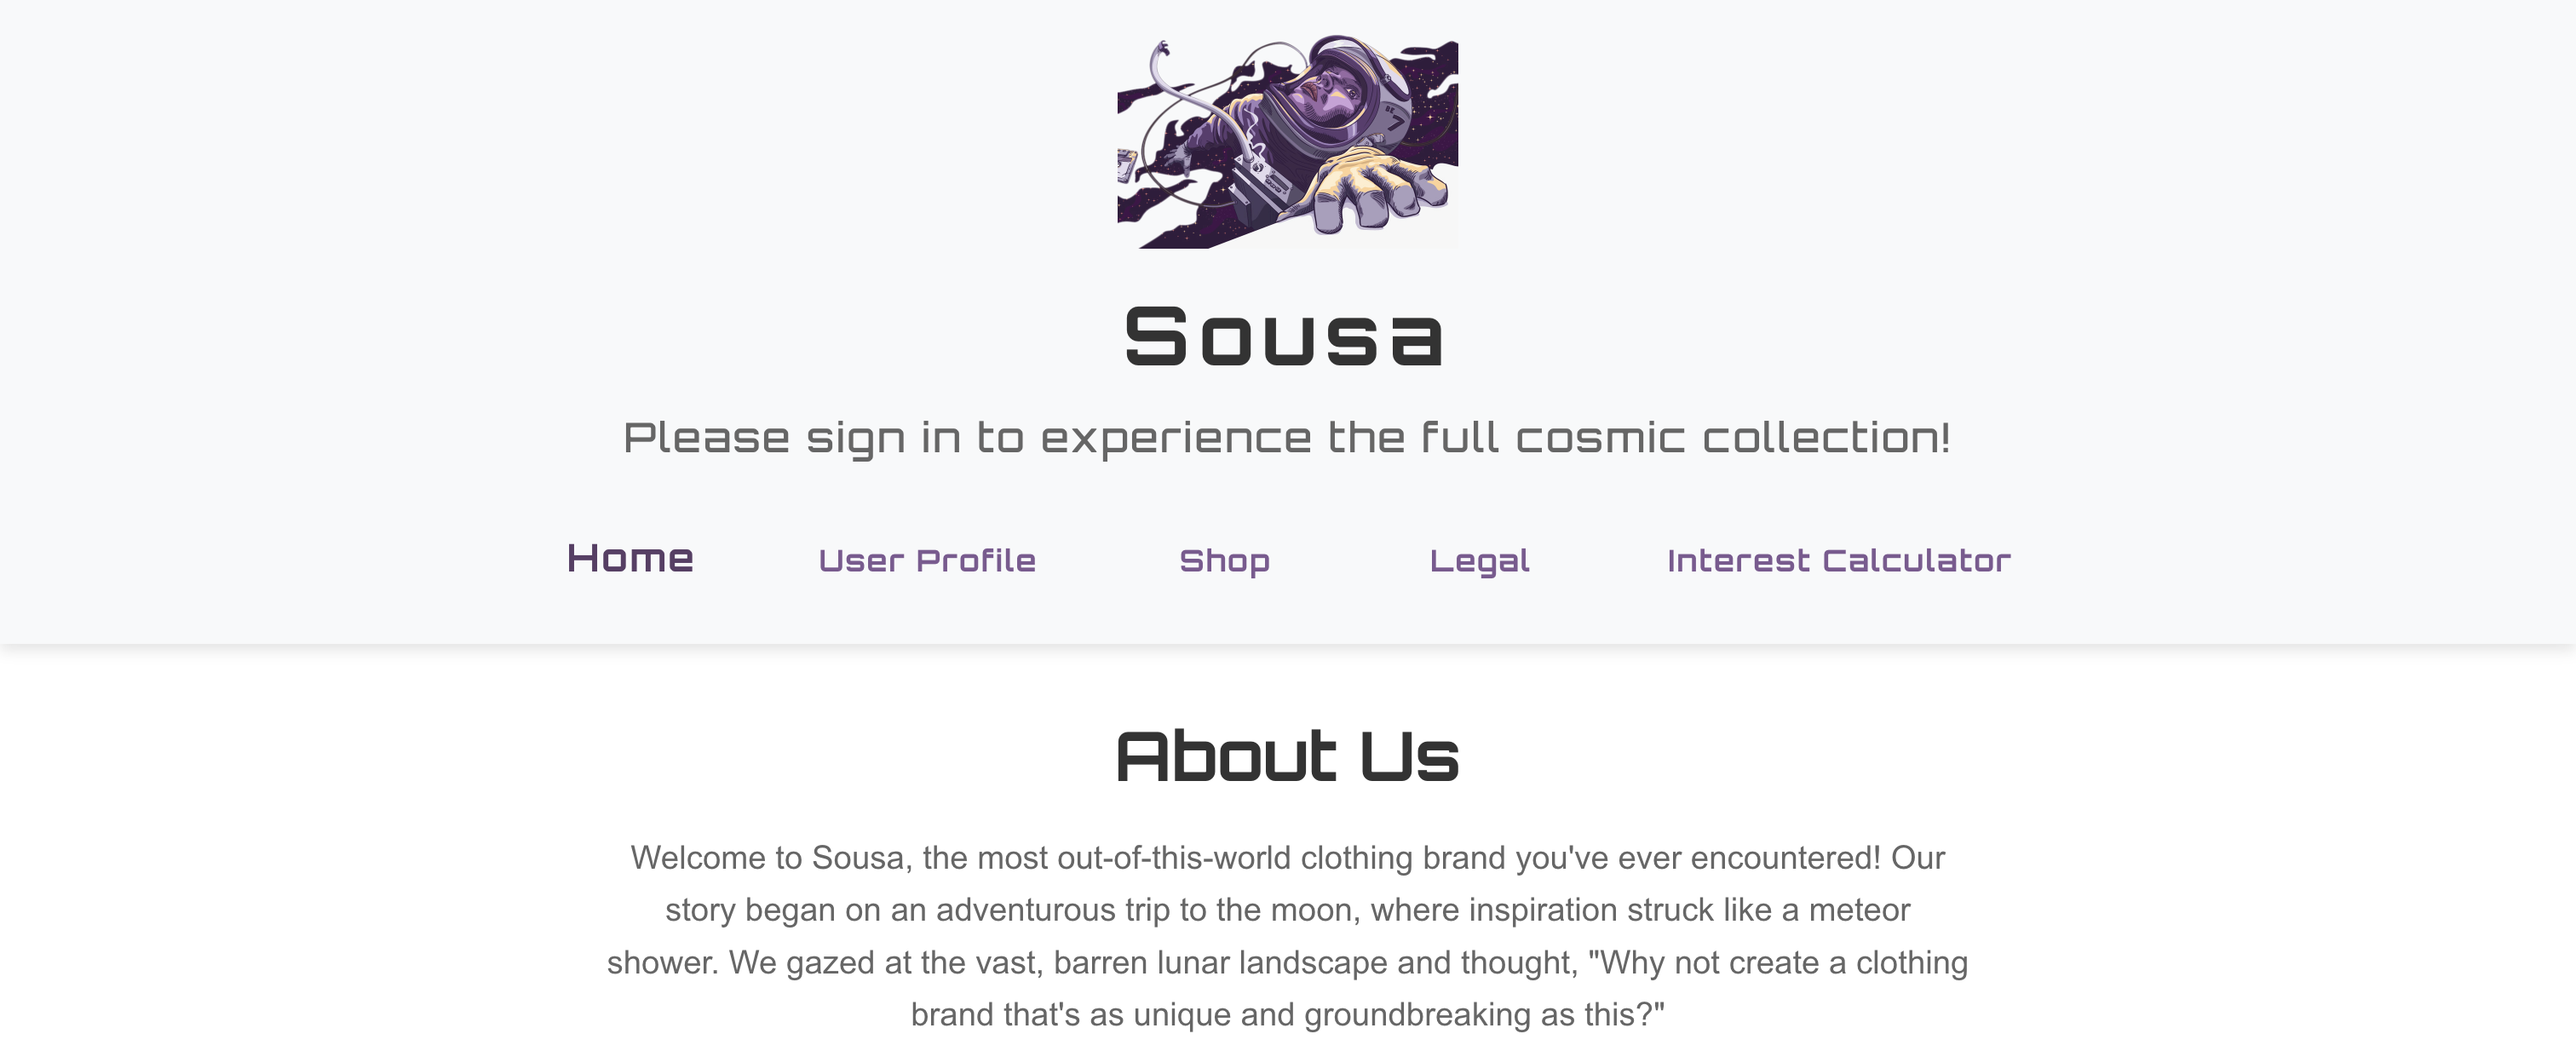 BE
7
Sousa
Please sign in to experience the full cosmic collection!
Home User Profile Shop Legal Interest Calculator
About Us
Welcome to Sousa, the most out-of-this-world clothing brand you've ever encountered! Our
story began on an adventurous trip to the moon, where inspiration struck like a meteor
shower. We gazed at the vast, barren lunar landscape and thought, "Why not create a clothing
brand that's as unique and groundbreaking as this?"